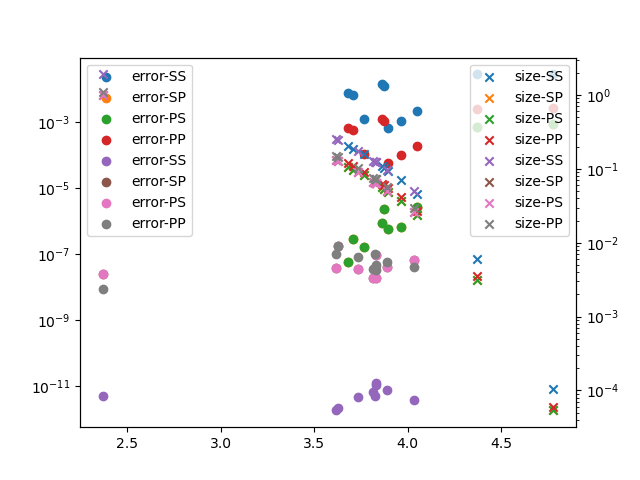 error-SS
error-SP
error-PS
error-PP
error-SS
error-SP
error-PS
error-PP
size-SS
size-SP
size-PS
size-PP
size-SS
size-SP
size-PS
size-PP
10⁻³
10⁻⁵
10⁻⁷
10⁻⁹
10⁻¹¹
10⁰
10⁻¹
10⁻²
10⁻³
10⁻⁴
2.5
3.0
3.5
4.0
4.5